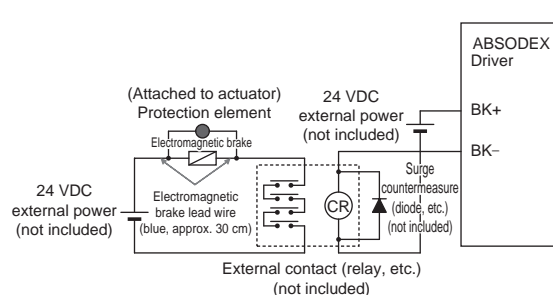 ABSODEX
Driver
(Attached to actuator)
Protection element
24 VDC
external power
(not included)
BK+
Electromagnetic brake
BK−
24 VDC
external power
(not included)
Electromagnetic
brake lead wire
(blue, approx. 30 cm)
CR
Surge
countermeasure
(diode, etc.)
(not included)
External contact (relay, etc.)
(not included)